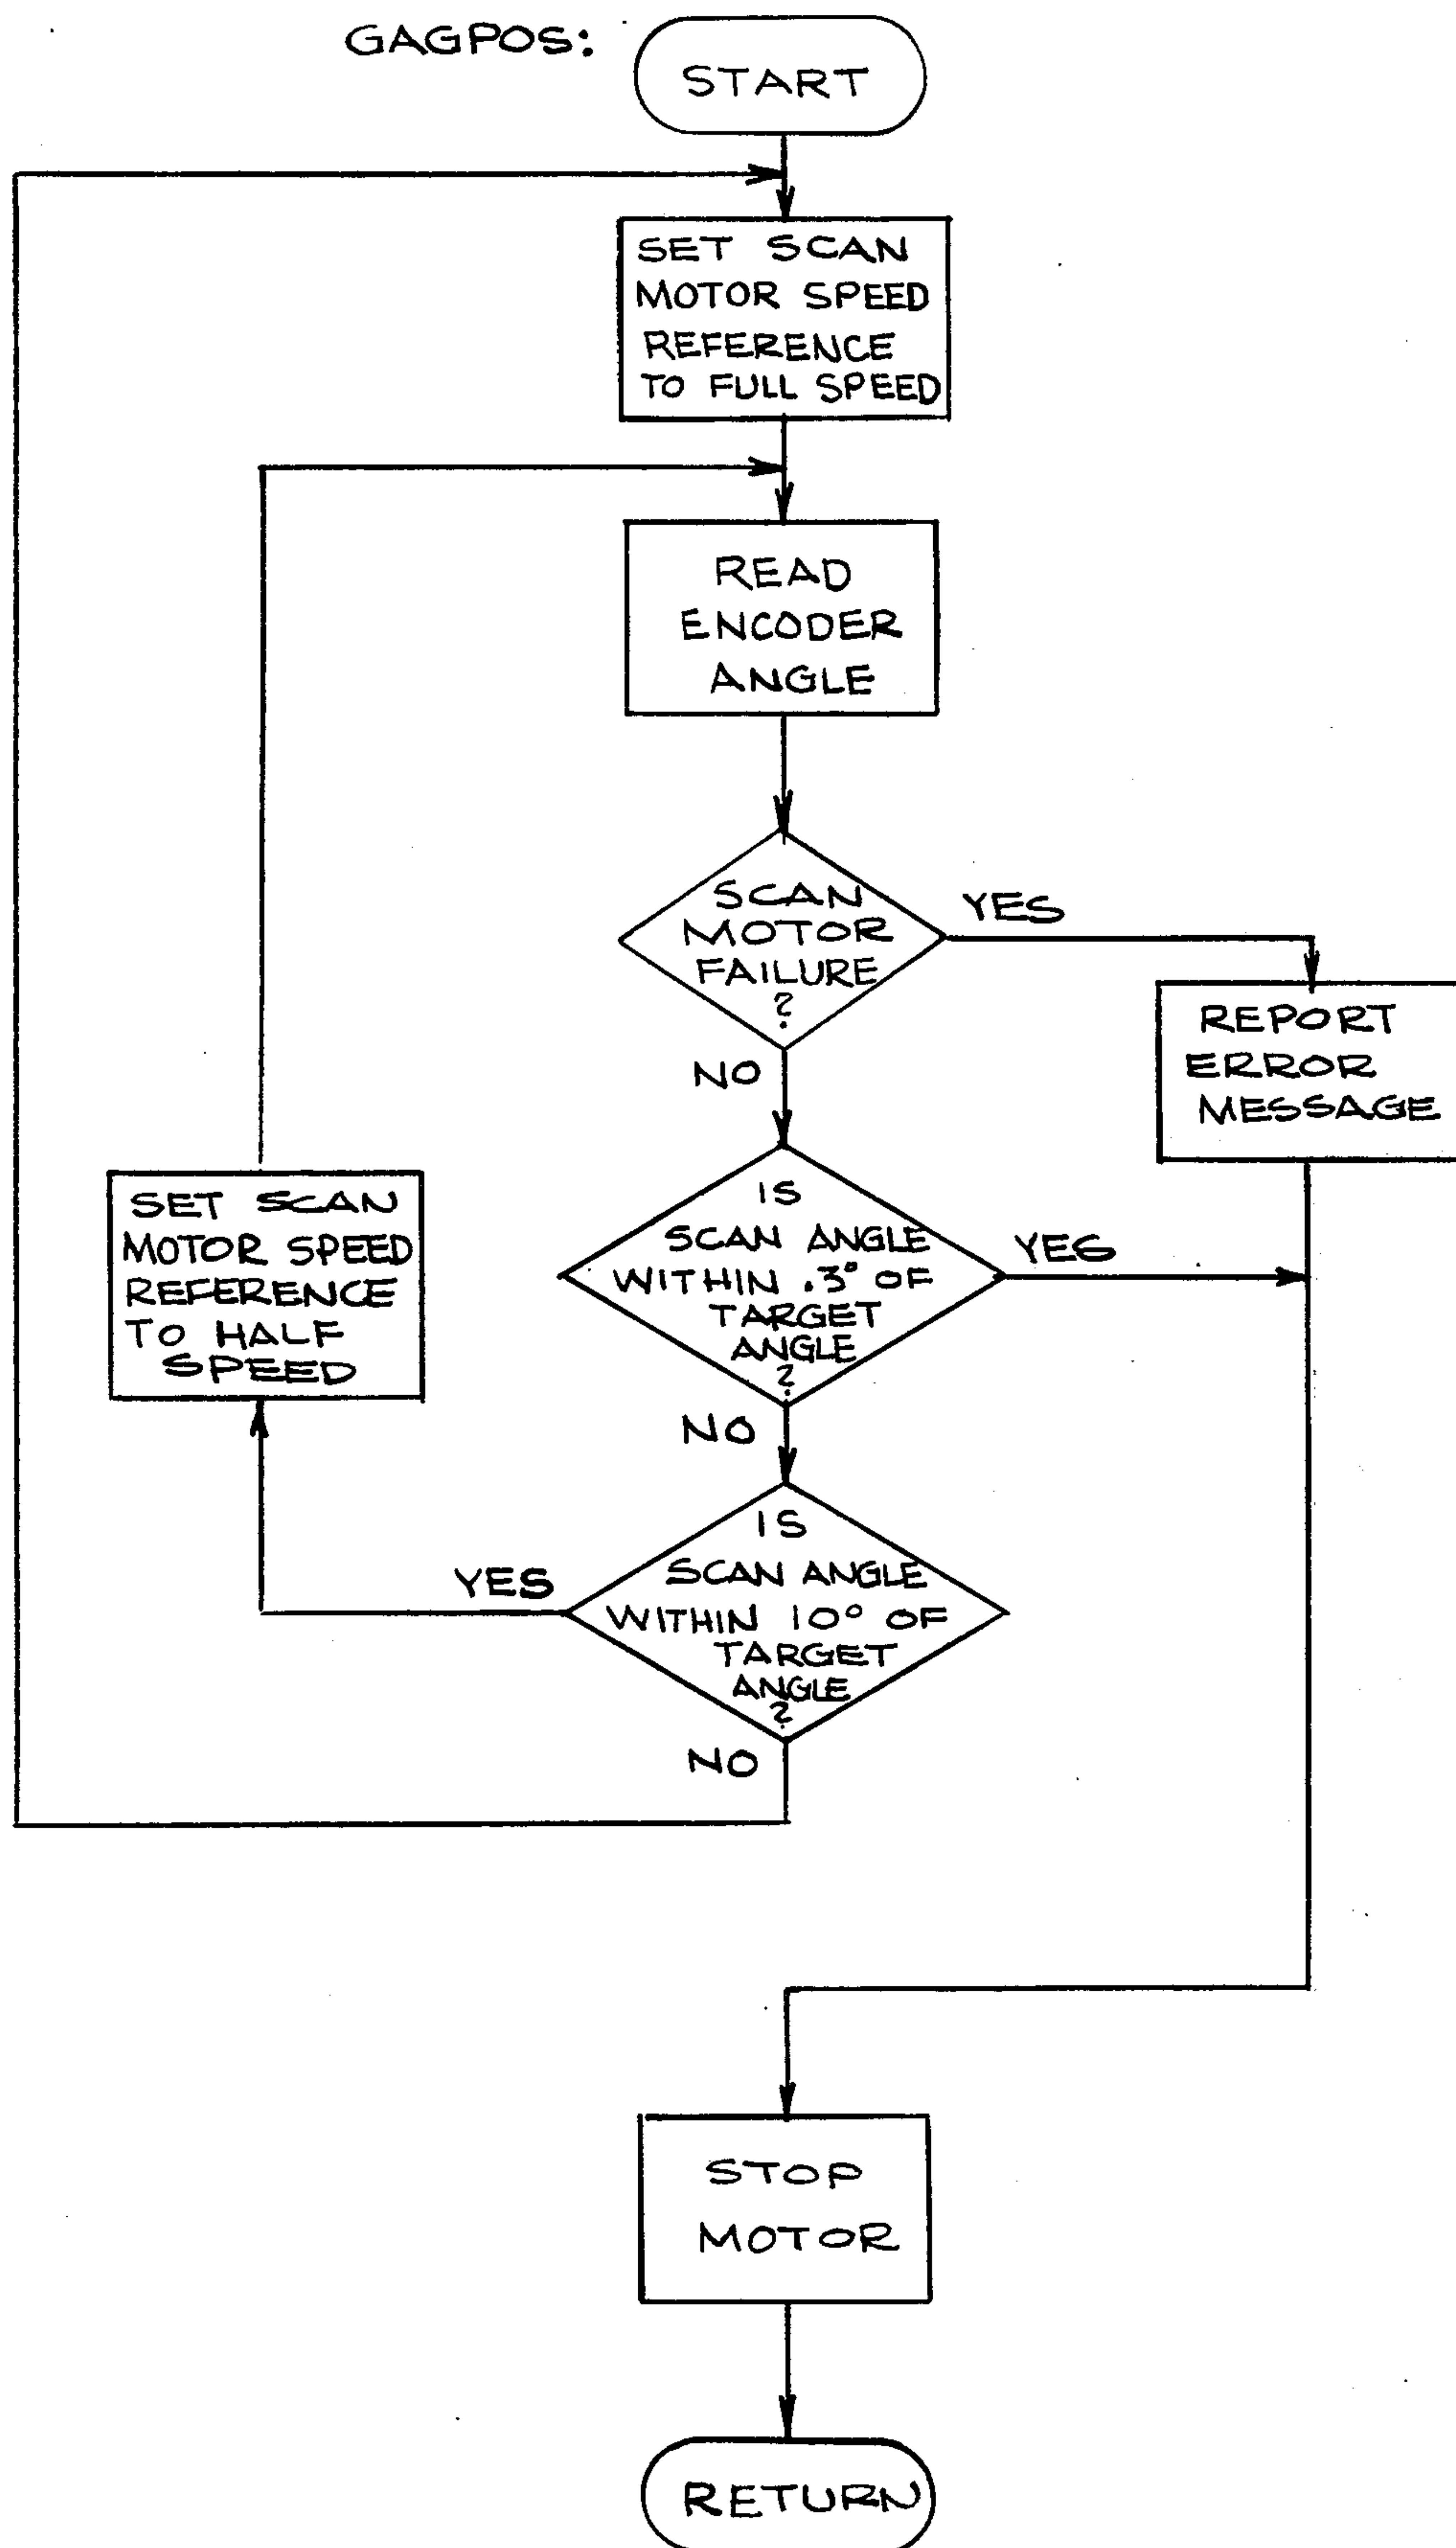 GAGPOS:
START
SET SCAN
MOTOR SPEED
REFERENCE
TO FULL SPEED
READ
ENCODER
ANGLE
SCAN
MOTOR
FAILURE
?
YES
NO
REPORT
ERROR
MESSAGE
IS
SCAN ANGLE
WITHIN .3° OF
TARGET
ANGLE
?
YES
NO
SET SCAN
MOTOR SPEED
REFERENCE
TO HALF
SPEED
IS
SCAN ANGLE
WITHIN 10° OF
TARGET
ANGLE
?
YES
NO
STOP
MOTOR
RETURN